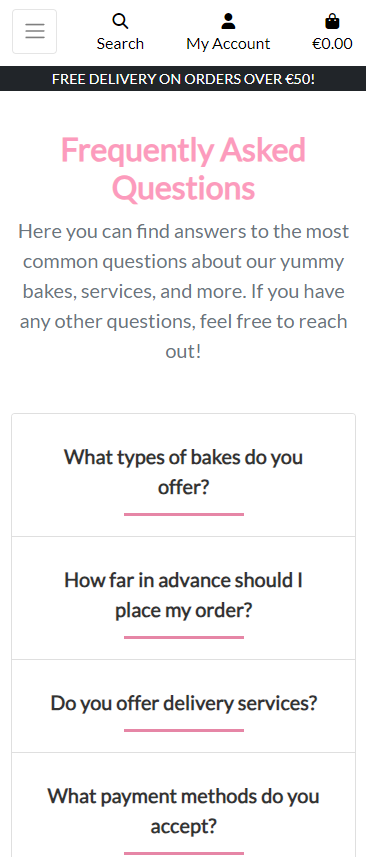 Search
My Account
€0.00
FREE DELIVERY ON ORDERS OVER €50!
Frequently Asked
Questions
Here you can find answers to the most
common questions about our yummy
bakes, services, and more. If you have
any other questions, feel free to reach
out!
What types of bakes do you
offer?
How far in advance should I
place my order?
Do you offer delivery services?
What payment methods do you
accept?